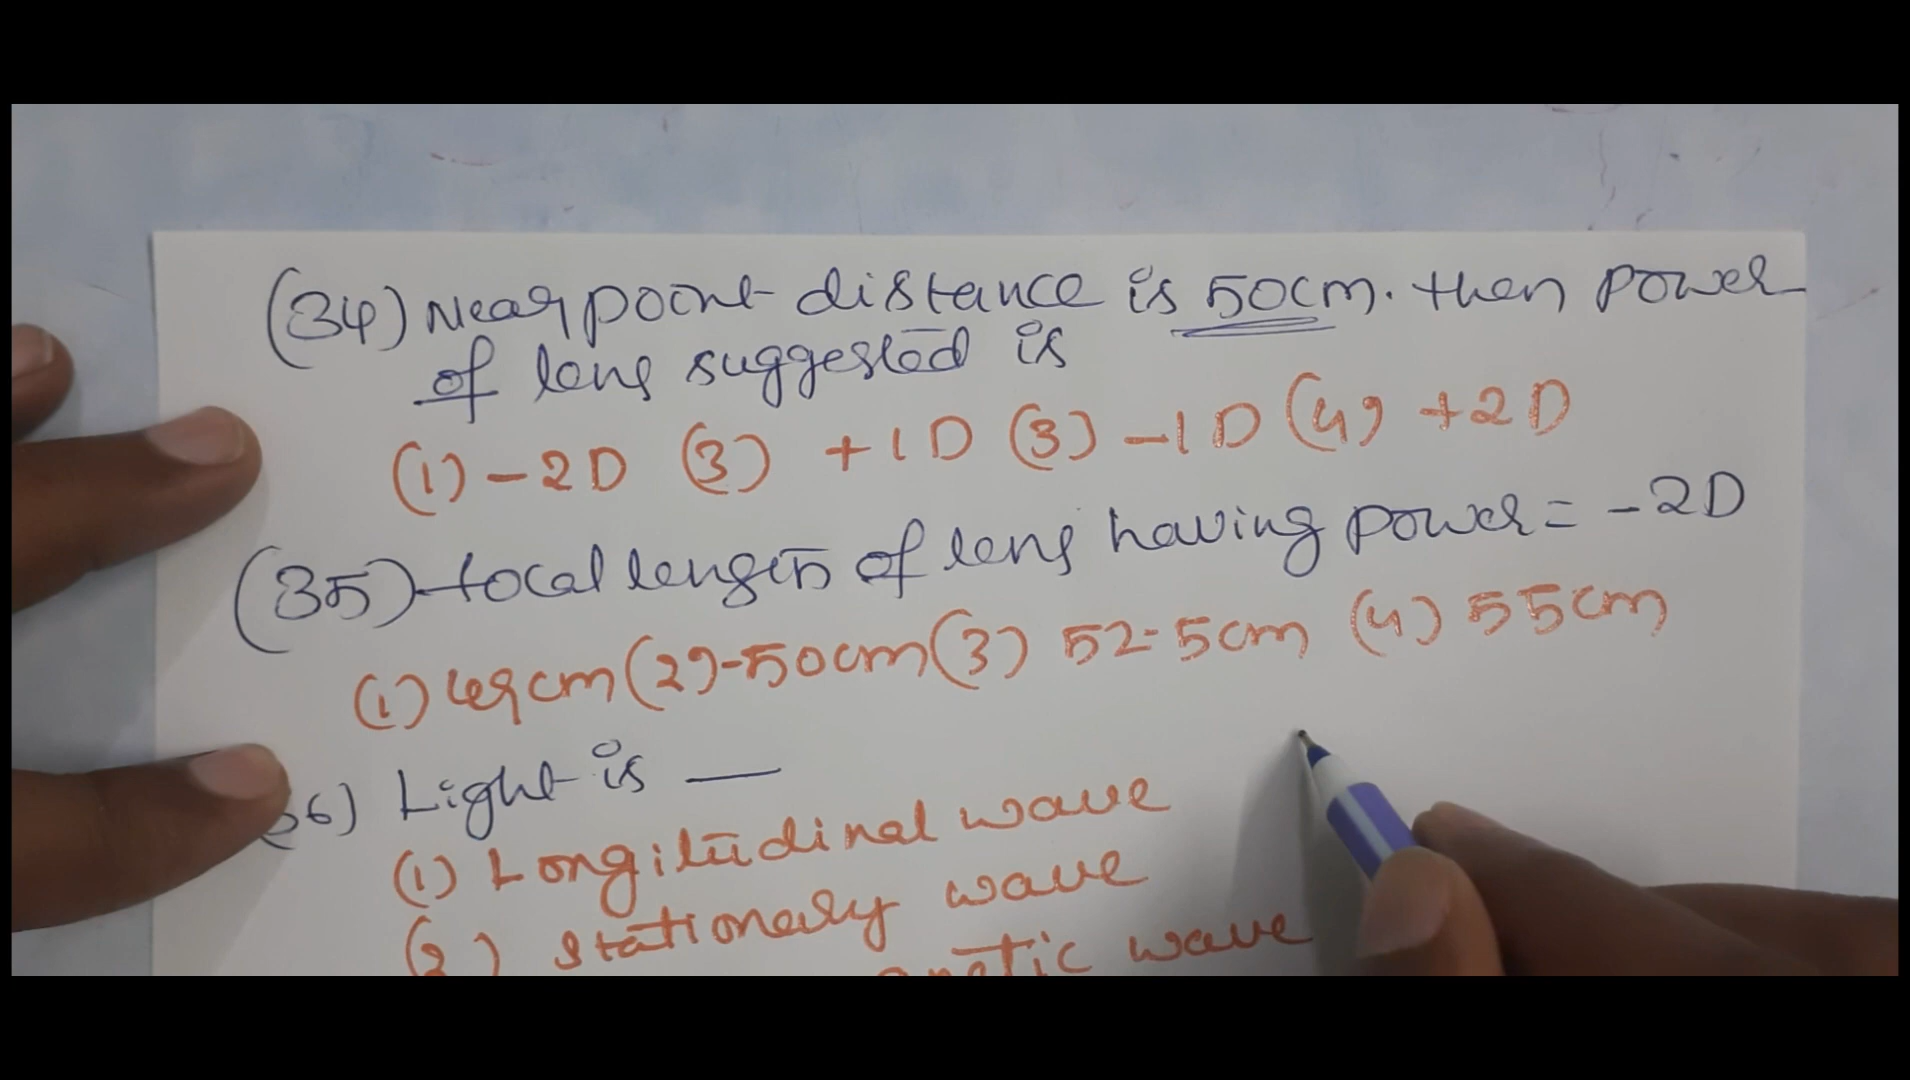 (34) Near point distance is 50cm. then power
of lens suggested is
(1) -2D (3) +1D (3) -1D (4) +2D
(35) focal length of lens having power = -2D
(1) 49cm (2) -50cm (3) 52.5cm (4) 55cm
36) Light is —
(1) Longitudinal wave
(2) stationary wave
wave